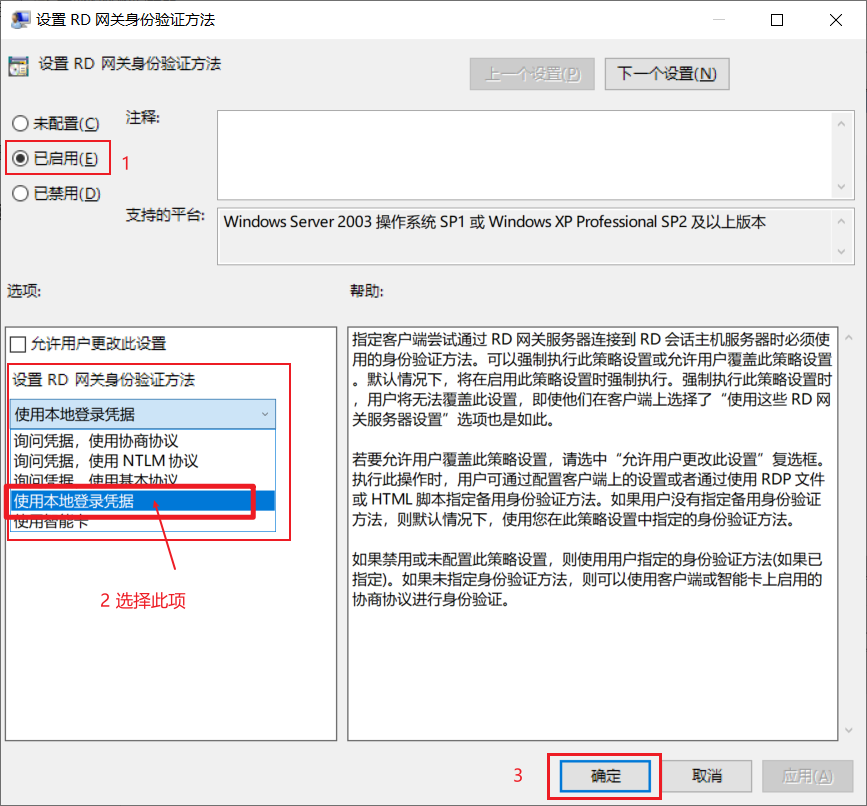 设置 RD 网关身份验证方法
设置 RD 网关身份验证方法
上一个设置(P)
下一个设置(N)
未配置(C)
注释:
已启用(E)
1
已禁用(D)
支持的平台:
Windows Server 2003 操作系统 SP1 或 Windows XP Professional SP2 及以上版本
选项:
帮助:
允许用户更改此设置
设置 RD 网关身份验证方法
使用本地登录凭据
询问凭据，使用协商协议
询问凭据，使用 NTLM 协议
询问凭据，使用基本协议
使用本地登录凭据
使用智能卡
2 选择此项
指定客户端尝试通过 RD 网关服务器连接到 RD 会话主机服务器时必须使
用的身份验证方法。可以强制执行此策略设置或允许用户覆盖此策略设置
。默认情况下，将在启用此策略设置时强制执行。强制执行此策略设置时
，用户将无法覆盖此设置，即使他们在客户端上选择了“使用这些 RD 网
关服务器设置”选项也是如此。
若要允许用户覆盖此策略设置，请选中“允许用户更改此设置”复选框。
执行此操作时，用户可通过配置客户端上的设置或者通过使用 RDP 文件
或 HTML 脚本指定备用身份验证方法。如果用户没有指定备用身份验证
方法，则默认情况下，使用您在此策略设置中指定的身份验证方法。
如果禁用或未配置此策略设置，则使用用户指定的身份验证方法(如果已
指定)。如果未指定身份验证方法，则可以使用客户端或智能卡上启用的
协商协议进行身份验证。
3
确定
取消
应用(A)